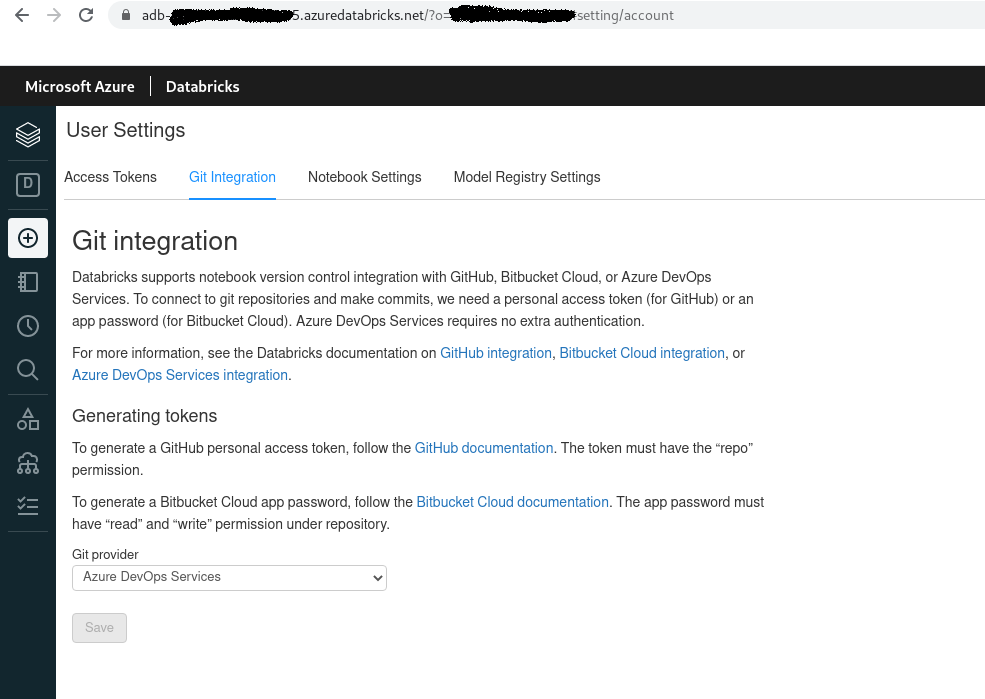 adb- 5.azuredatabricks.net/?o= setting/account
Microsoft Azure | Databricks
User Settings
D
Access Tokens Git Integration Notebook Settings Model Registry Settings
Git integration
Databricks supports notebook version control integration with GitHub, Bitbucket Cloud, or Azure DevOps
Services. To connect to git repositories and make commits, we need a personal access token (for GitHub) or an
app password (for Bitbucket Cloud). Azure DevOps Services requires no extra authentication.
For more information, see the Databricks documentation on GitHub integration, Bitbucket Cloud integration, or
Azure DevOps Services integration.
Generating tokens
To generate a GitHub personal access token, follow the GitHub documentation. The token must have the “repo”
permission.
To generate a Bitbucket Cloud app password, follow the Bitbucket Cloud documentation. The app password must
have “read” and “write” permission under repository.
Git provider
Azure DevOps Services
Save